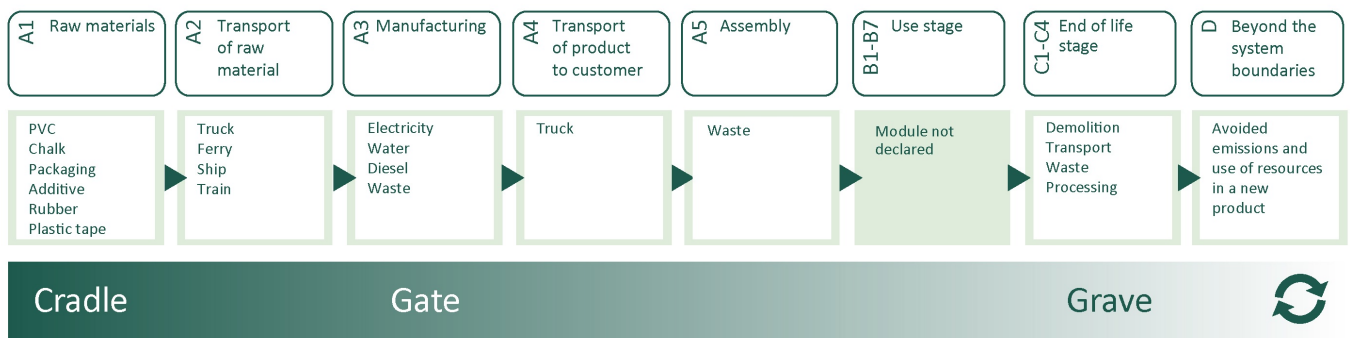 A1
Raw materials
A2
Transport
of raw
material
A3
Manufacturing
A4
Transport
of product
to customer
A5
Assembly
B1-B7
Use stage
C1-C4
End of life
stage
D
Beyond the
system
boundaries
PVC
Chalk
Packaging
Additive
Rubber
Plastic tape
Truck
Ferry
Ship
Train
Electricity
Water
Diesel
Waste
Truck
Waste
Module not
declared
Demolition
Transport
Waste
Processing
Avoided
emissions and
use of resources
in a new
product
Cradle
Gate
Grave